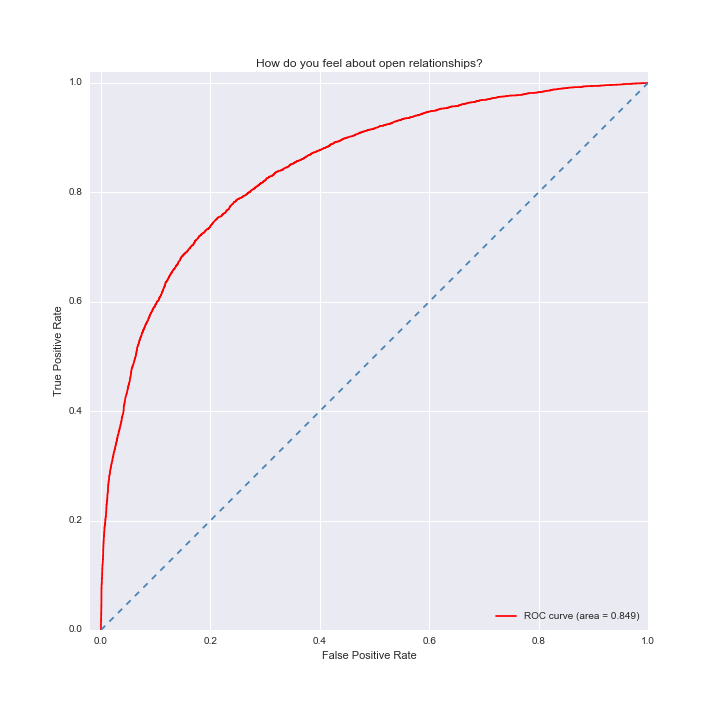 How do you feel about open relationships?
True Positive Rate
1.0
0.8
0.6
0.4
0.2
0.0
ROC curve (area = 0.849)
0.0 0.2 0.4 0.6 0.8 1.0
False Positive Rate